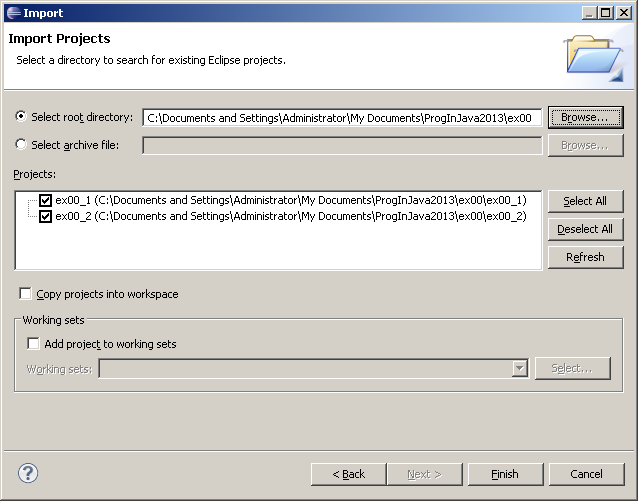 Import
Import Projects
Select a directory to search for existing Eclipse projects.
Select root directory: C:\Documents and Settings\Administrator\My Documents\ProgInJava2013\ex00 Browse...
Select archive file: Browse...
Projects:
ex00_1 (C:\Documents and Settings\Administrator\My Documents\ProgInJava2013\ex00\ex00_1) Select All
ex00_2 (C:\Documents and Settings\Administrator\My Documents\ProgInJava2013\ex00\ex00_2)
Deselect All
Refresh
Copy projects into workspace
Working sets
Add project to working sets
Working sets: Select...
? < Back Next > Finish Cancel